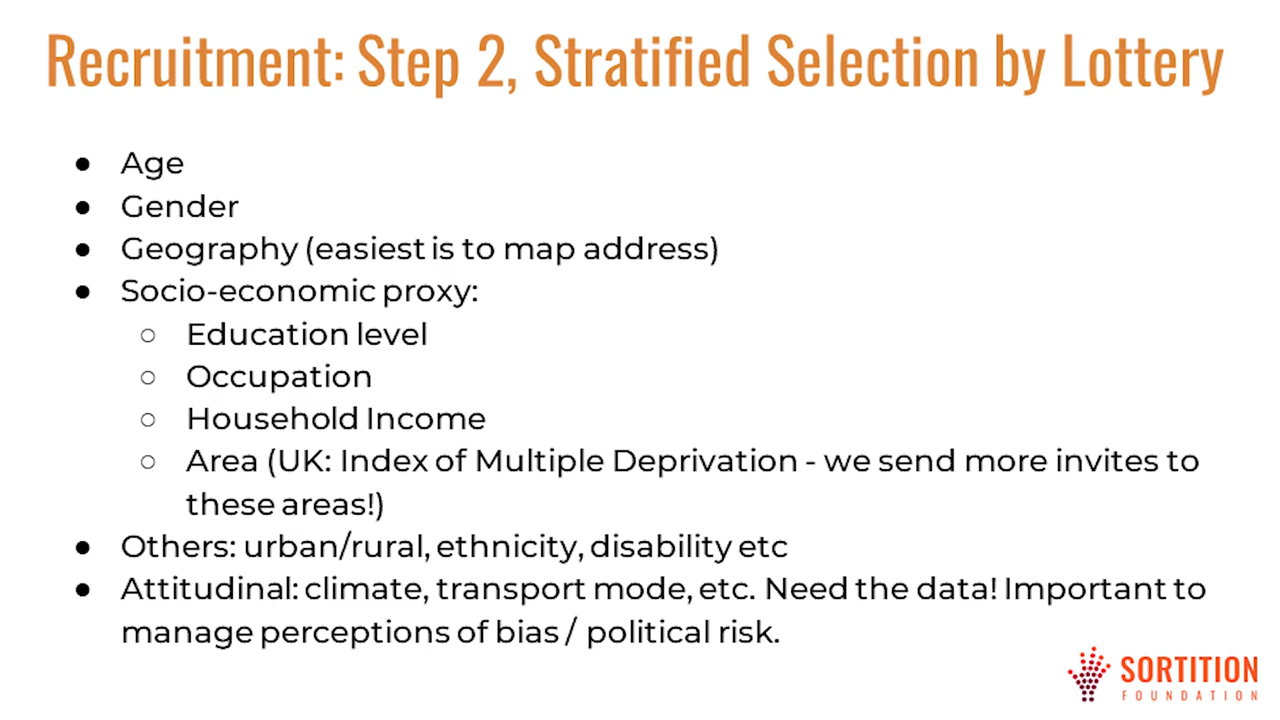 Recruitment: Step 2, Stratified Selection by Lottery
● Age
● Gender
● Geography (easiest is to map address)
● Socio-economic proxy:
○ Education level
○ Occupation
○ Household Income
○ Area (UK: Index of Multiple Deprivation - we send more invites to
these areas!)
● Others: urban/rural, ethnicity, disability etc
● Attitudinal: climate, transport mode, etc. Need the data! Important to
manage perceptions of bias / political risk.
SORTITION
FOUNDATION